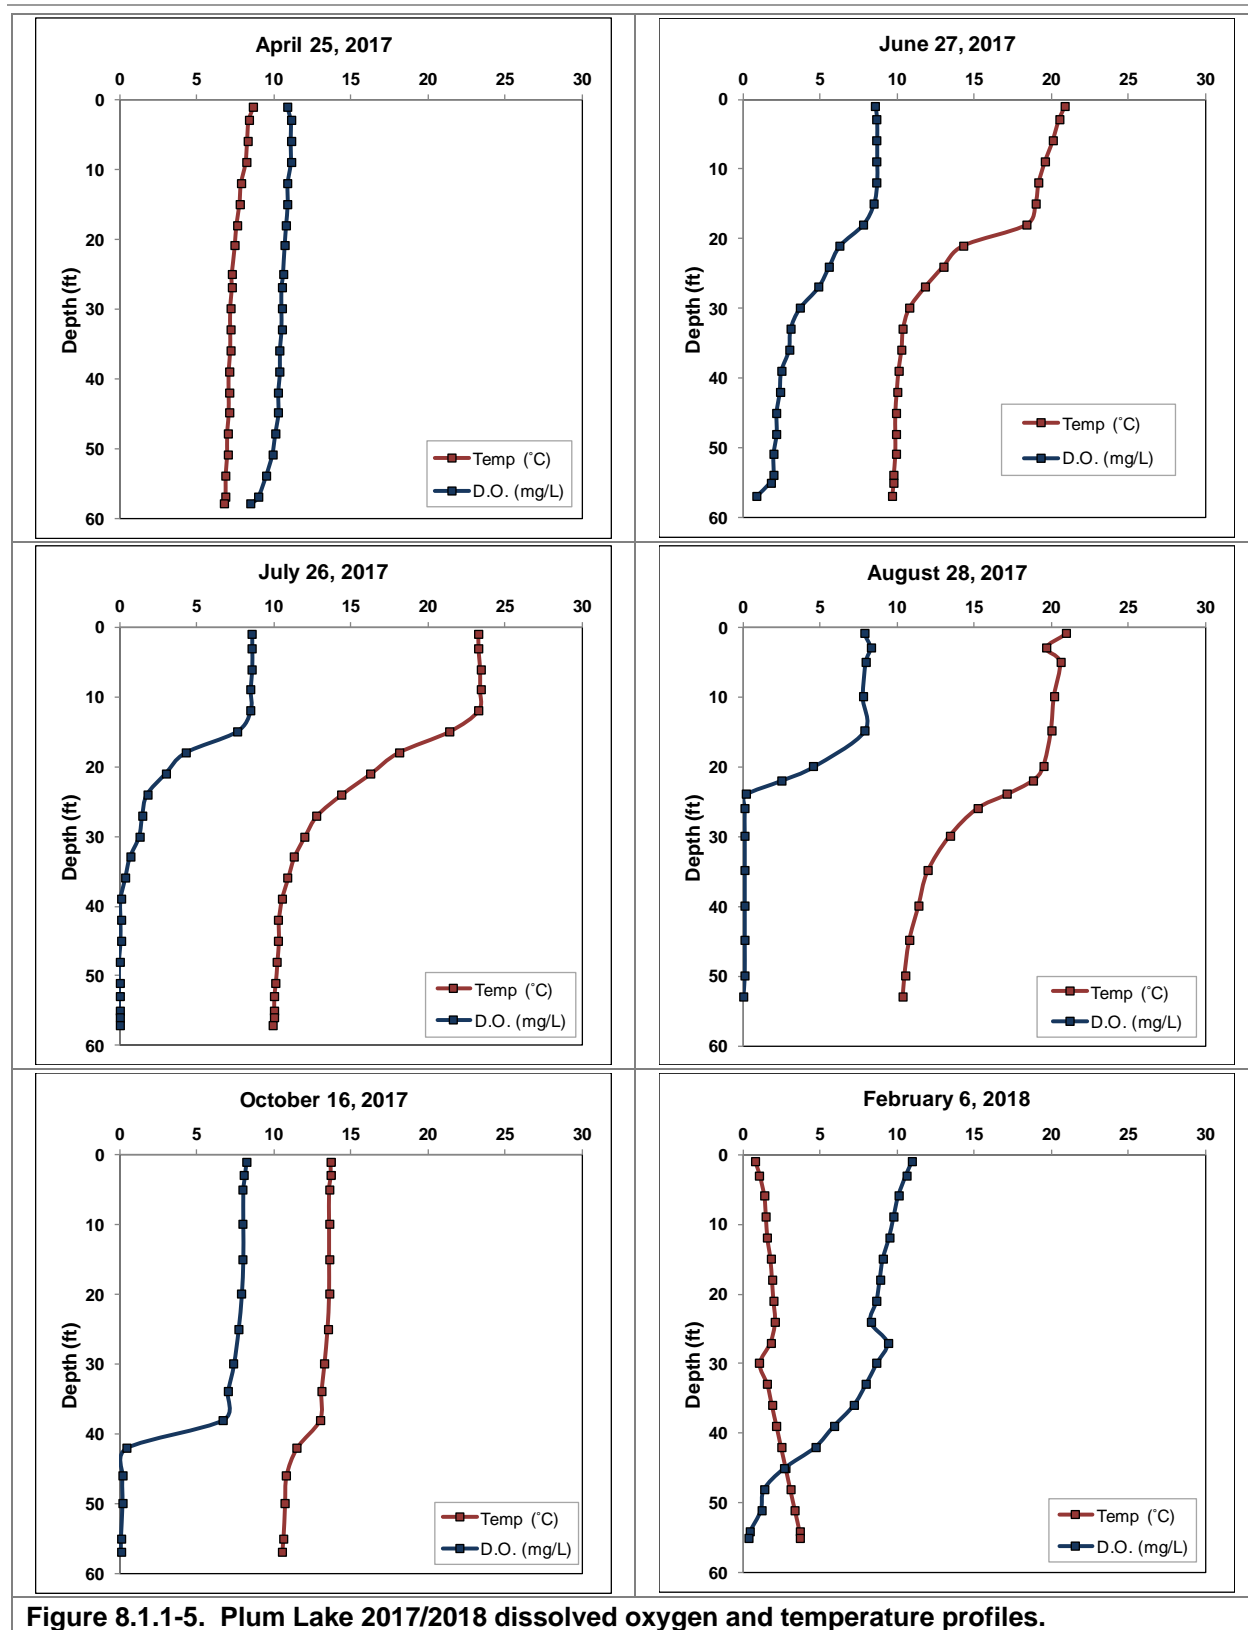 April 25, 2017
0 5 10 15 20 25 30
0
10
20
30
40
50
60
Depth (ft)
Temp (˚C)
D.O. (mg/L)
June 27, 2017
0 5 10 15 20 25 30
0
10
20
30
40
50
60
Depth (ft)
Temp (˚C)
D.O. (mg/L)
July 26, 2017
0 5 10 15 20 25 30
0
10
20
30
40
50
60
Depth (ft)
Temp (˚C)
D.O. (mg/L)
August 28, 2017
0 5 10 15 20 25 30
0
10
20
30
40
50
60
Depth (ft)
Temp (˚C)
D.O. (mg/L)
October 16, 2017
0 5 10 15 20 25 30
0
10
20
30
40
50
60
Depth (ft)
Temp (˚C)
D.O. (mg/L)
February 6, 2018
0 5 10 15 20 25 30
0
10
20
30
40
50
60
Depth (ft)
Temp (˚C)
D.O. (mg/L)
Figure 8.1.1-5. Plum Lake 2017/2018 dissolved oxygen and temperature profiles.